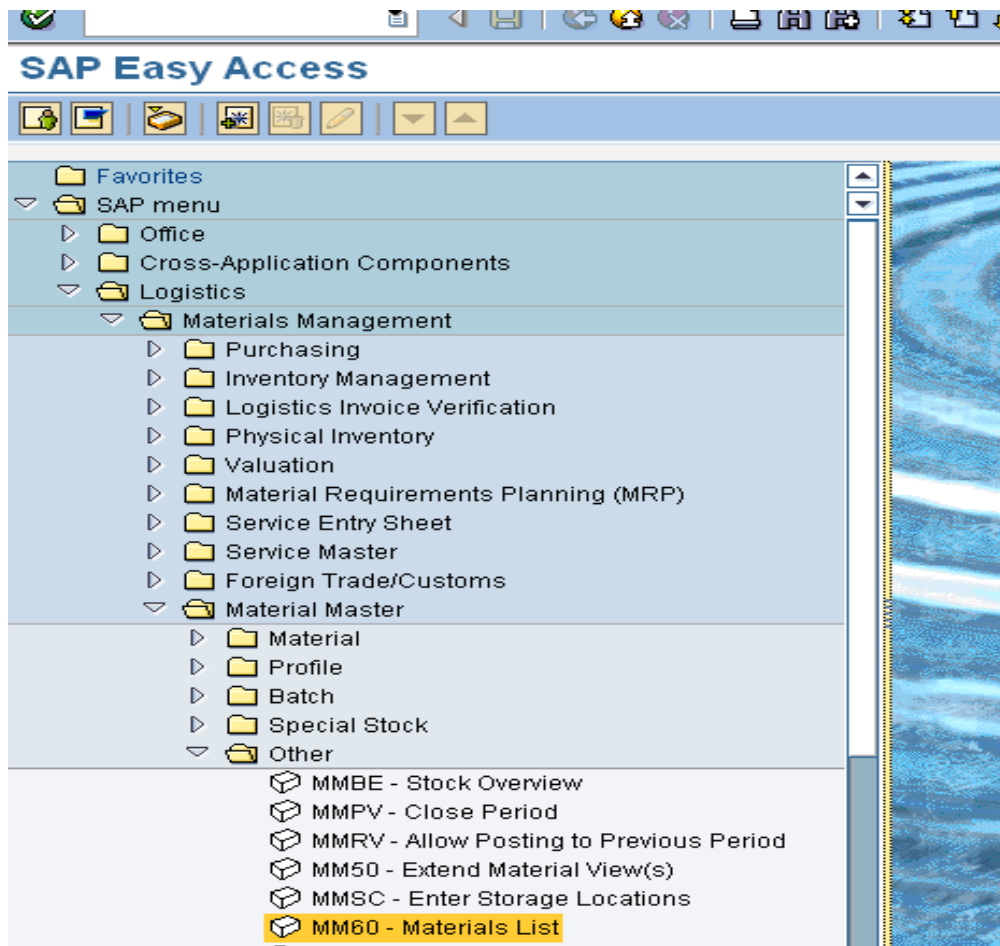 SAP Easy Access
Favorites
SAP menu
Office
Cross-Application Components
Logistics
Materials Management
Purchasing
Inventory Management
Logistics Invoice Verification
Physical Inventory
Valuation
Material Requirements Planning (MRP)
Service Entry Sheet
Service Master
Foreign Trade/Customs
Material Master
Material
Profile
Batch
Special Stock
Other
MMBE - Stock Overview
MMPV - Close Period
MMRV - Allow Posting to Previous Period
MM50 - Extend Material View(s)
MMSC - Enter Storage Locations
MM60 - Materials List